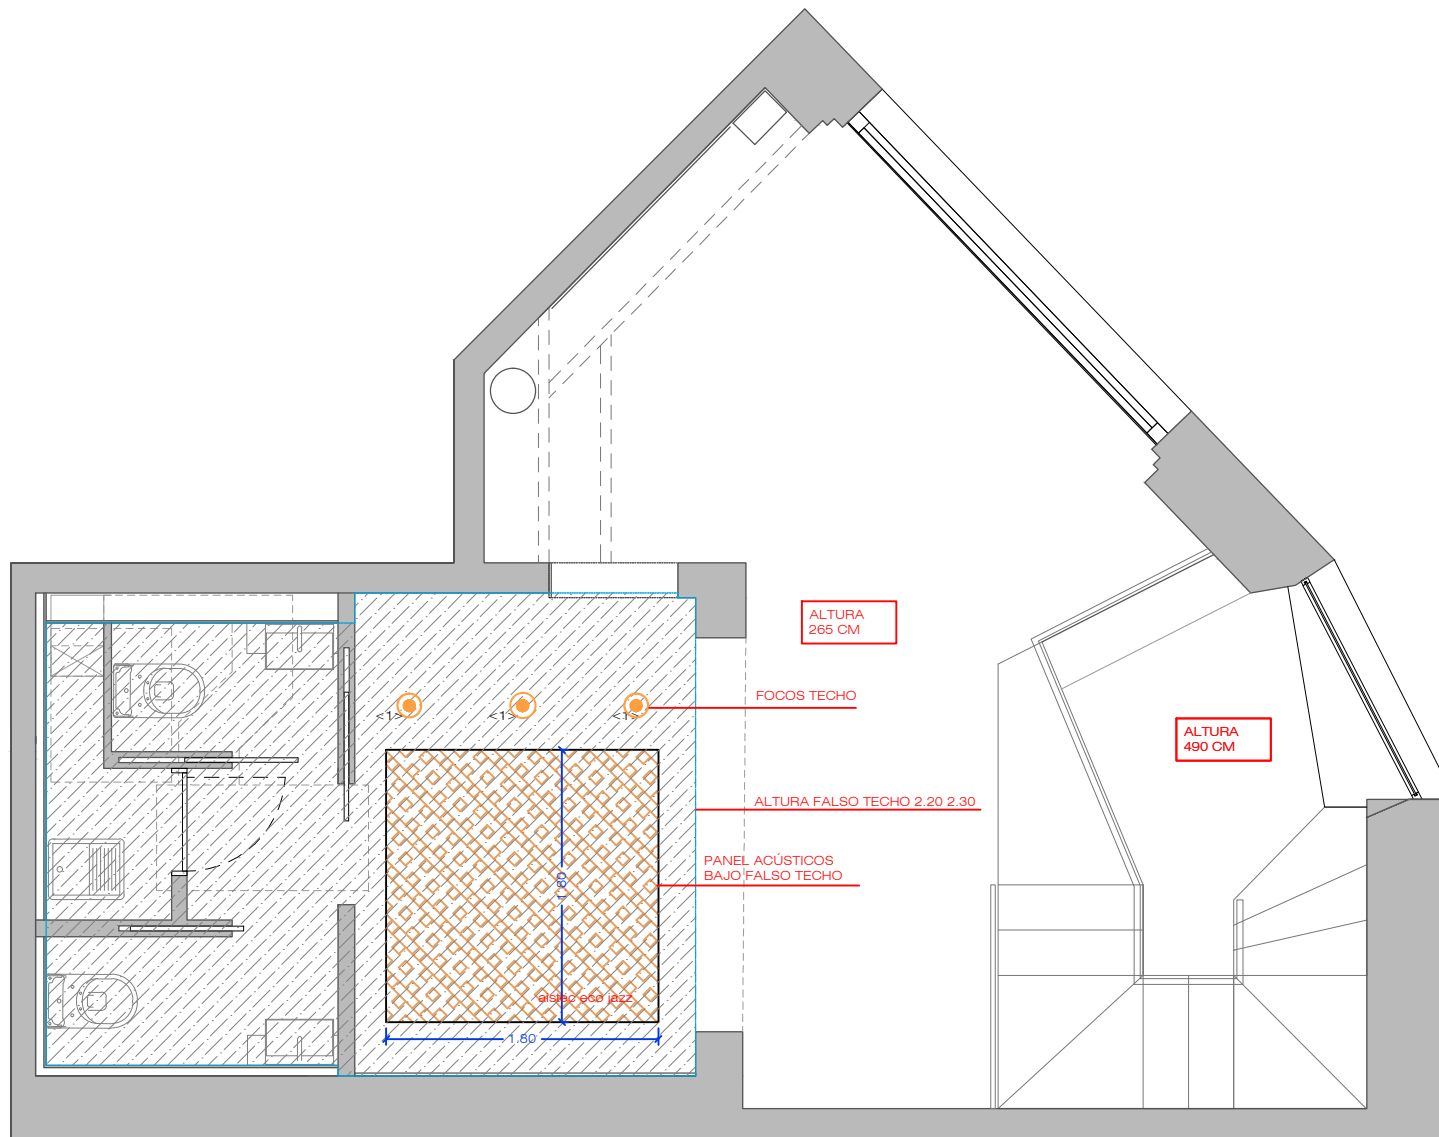 ALTURA
265 CM
FOCOS TECHO
<1>
<1>
<1>
ALTURA
490 CM
ALTURA FALSO TECHO 2.20 2.30
PANEL ACÚSTICOS
BAJO FALSO TECHO
1.80
aistec eco jazz
1.80